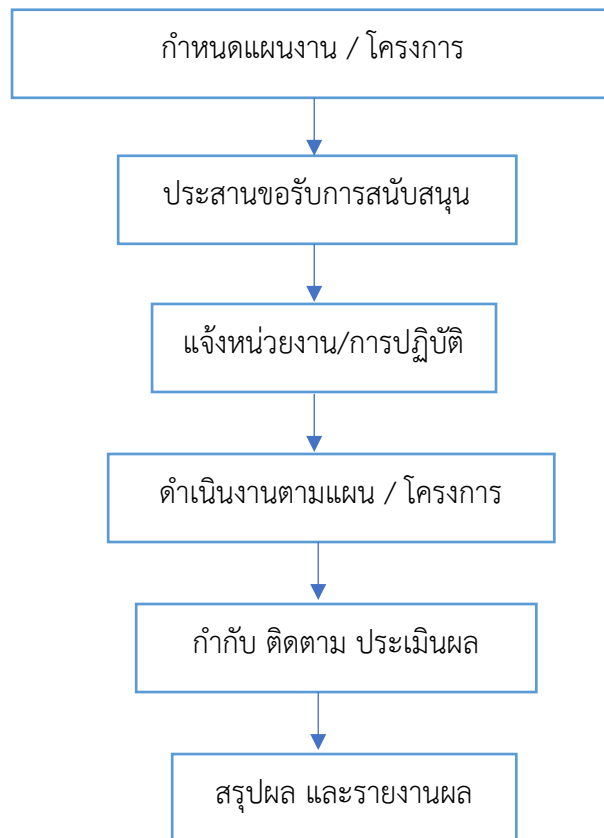 กำหนดแผนงาน / โครงการ
ประสานขอรับการสนับสนุน
แจ้งหน่วยงาน/การปฏิบัติ
ดำเนินงานตามแผน / โครงการ
กำกับ ติดตาม ประเมินผล
สรุปผล และรายงานผล